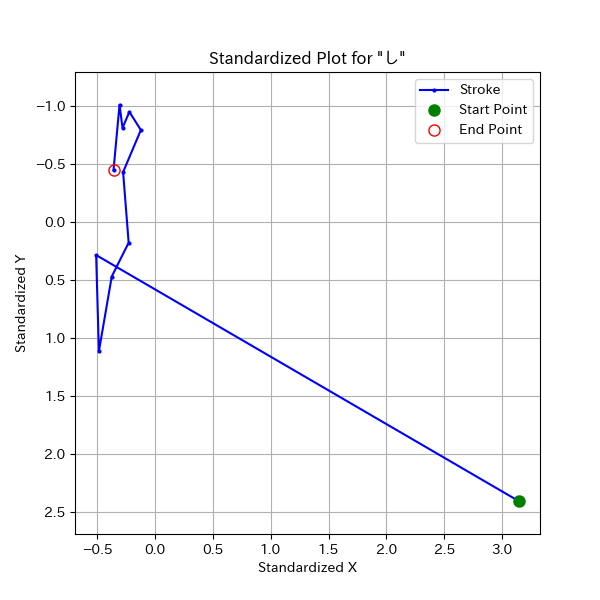 Standardized Plot for "し"
Stroke
Start Point
End Point
−1.0
−0.5
0.0
0.5
1.0
1.5
2.0
2.5
Standardized Y
−0.5 0.0 0.5 1.0 1.5 2.0 2.5 3.0
Standardized X